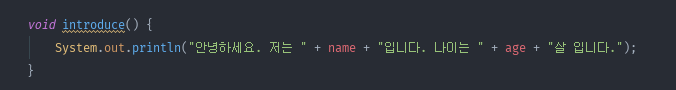 void introduce() {
System.out.println("안녕하세요. 저는 " + name + "입니다. 나이는 " + age + "살 입니다.");
}